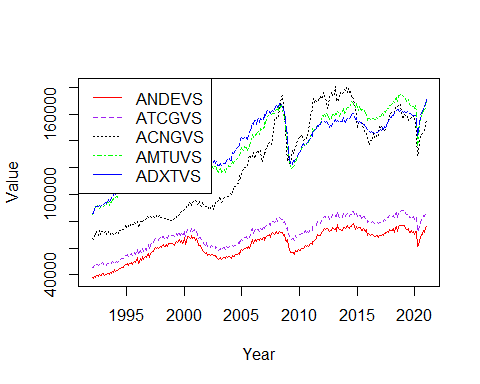 ANDEVS
ATCGVS
ACNGVS
AMTUVS
ADXTVS
160000
100000
40000
Value
1995 2000 2005 2010 2015 2020
Year